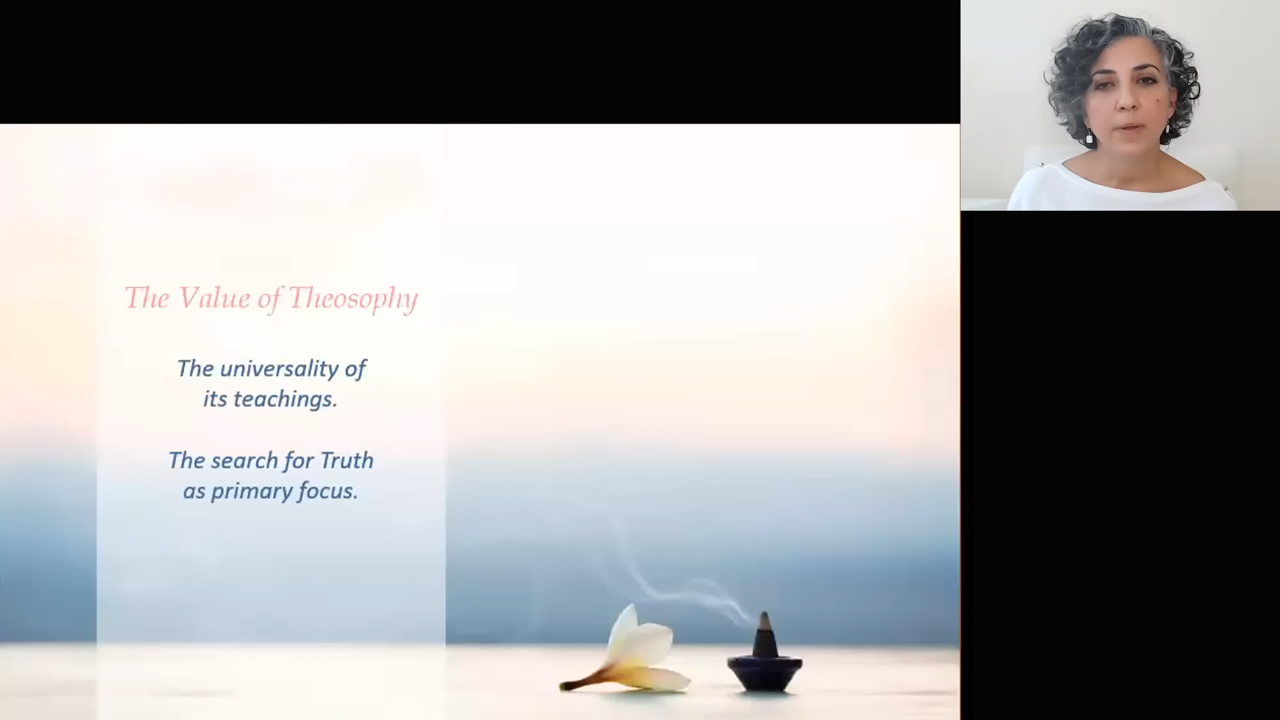 The Value of Theosophy
The universality of
its teachings.
The search for Truth
as primary focus.